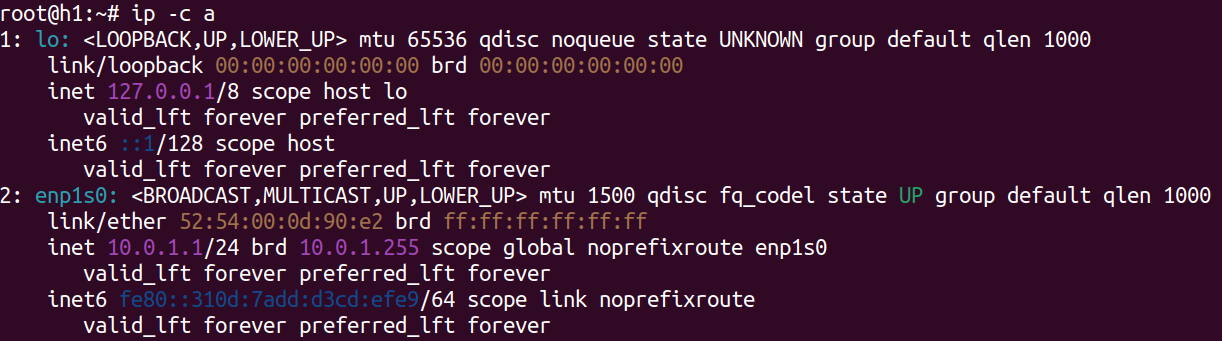 root@h1:~# ip -c a
1: lo: <LOOPBACK,UP,LOWER_UP> mtu 65536 qdisc noqueue state UNKNOWN group default qlen 1000
    link/loopback 00:00:00:00:00:00 brd 00:00:00:00:00:00
    inet 127.0.0.1/8 scope host lo
       valid_lft forever preferred_lft forever
    inet6 ::1/128 scope host
       valid_lft forever preferred_lft forever
2: enp1s0: <BROADCAST,MULTICAST,UP,LOWER_UP> mtu 1500 qdisc fq_codel state UP group default qlen 1000
    link/ether 52:54:00:0d:90:e2 brd ff:ff:ff:ff:ff:ff
    inet 10.0.1.1/24 brd 10.0.1.255 scope global noprefixroute enp1s0
       valid_lft forever preferred_lft forever
    inet6 fe80::310d:7add:d3cd:efe9/64 scope link noprefixroute
       valid_lft forever preferred_lft forever